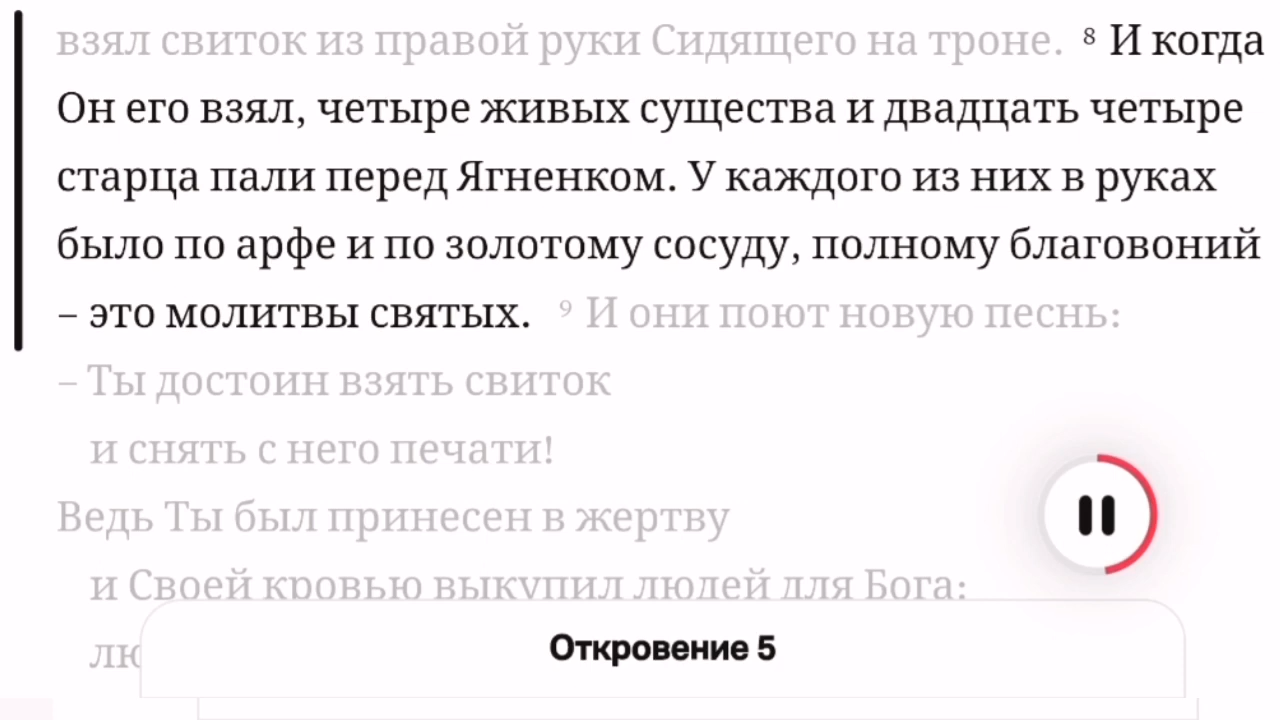 взял свиток из правой руки Сидящего на троне. 8 И когда
Он его взял, четыре живых существа и двадцать четыре
старца пали перед Ягненком. У каждого из них в руках
было по арфе и по золотому сосуду, полному благовоний
– это молитвы святых. 9 И они поют новую песнь:
– Ты достоин взять свиток
и снять с него печати!
Ведь Ты был принесен в жертву
и Своей кровью выкупил людей для Бога:
Откровение 5